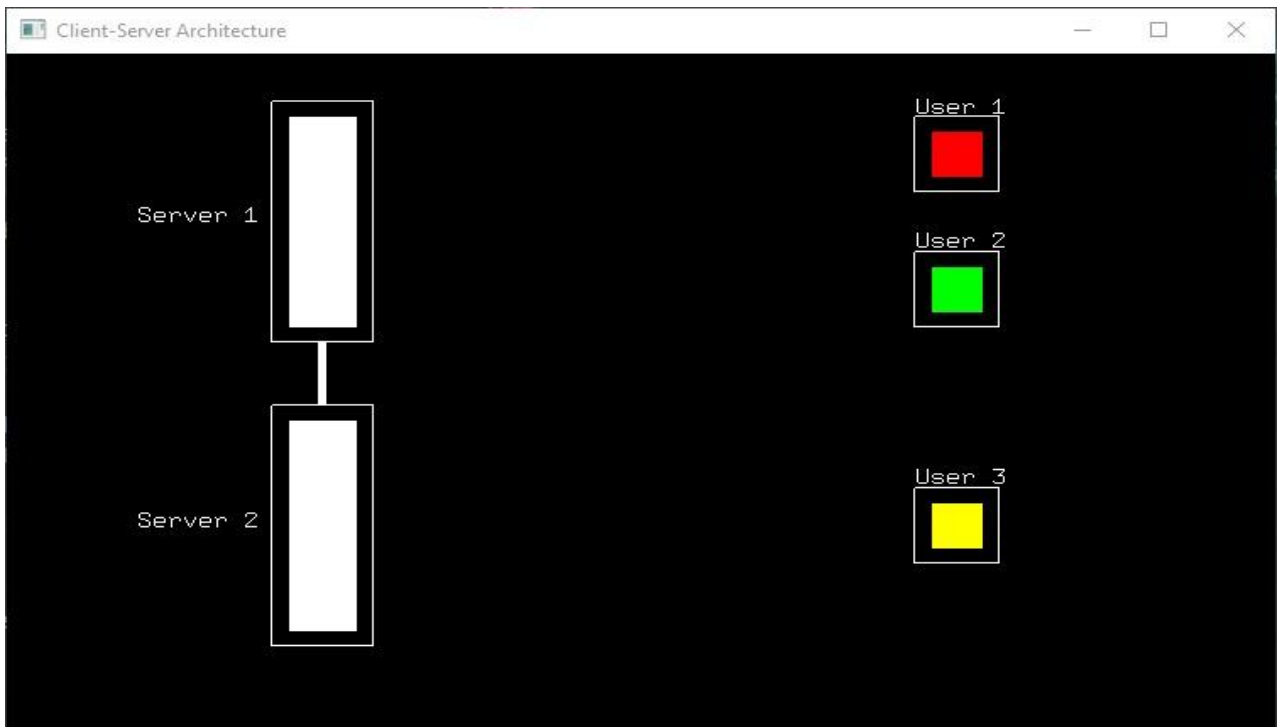 Client-Server Architecture
User 1
Server 1
User 2
User 3
Server 2